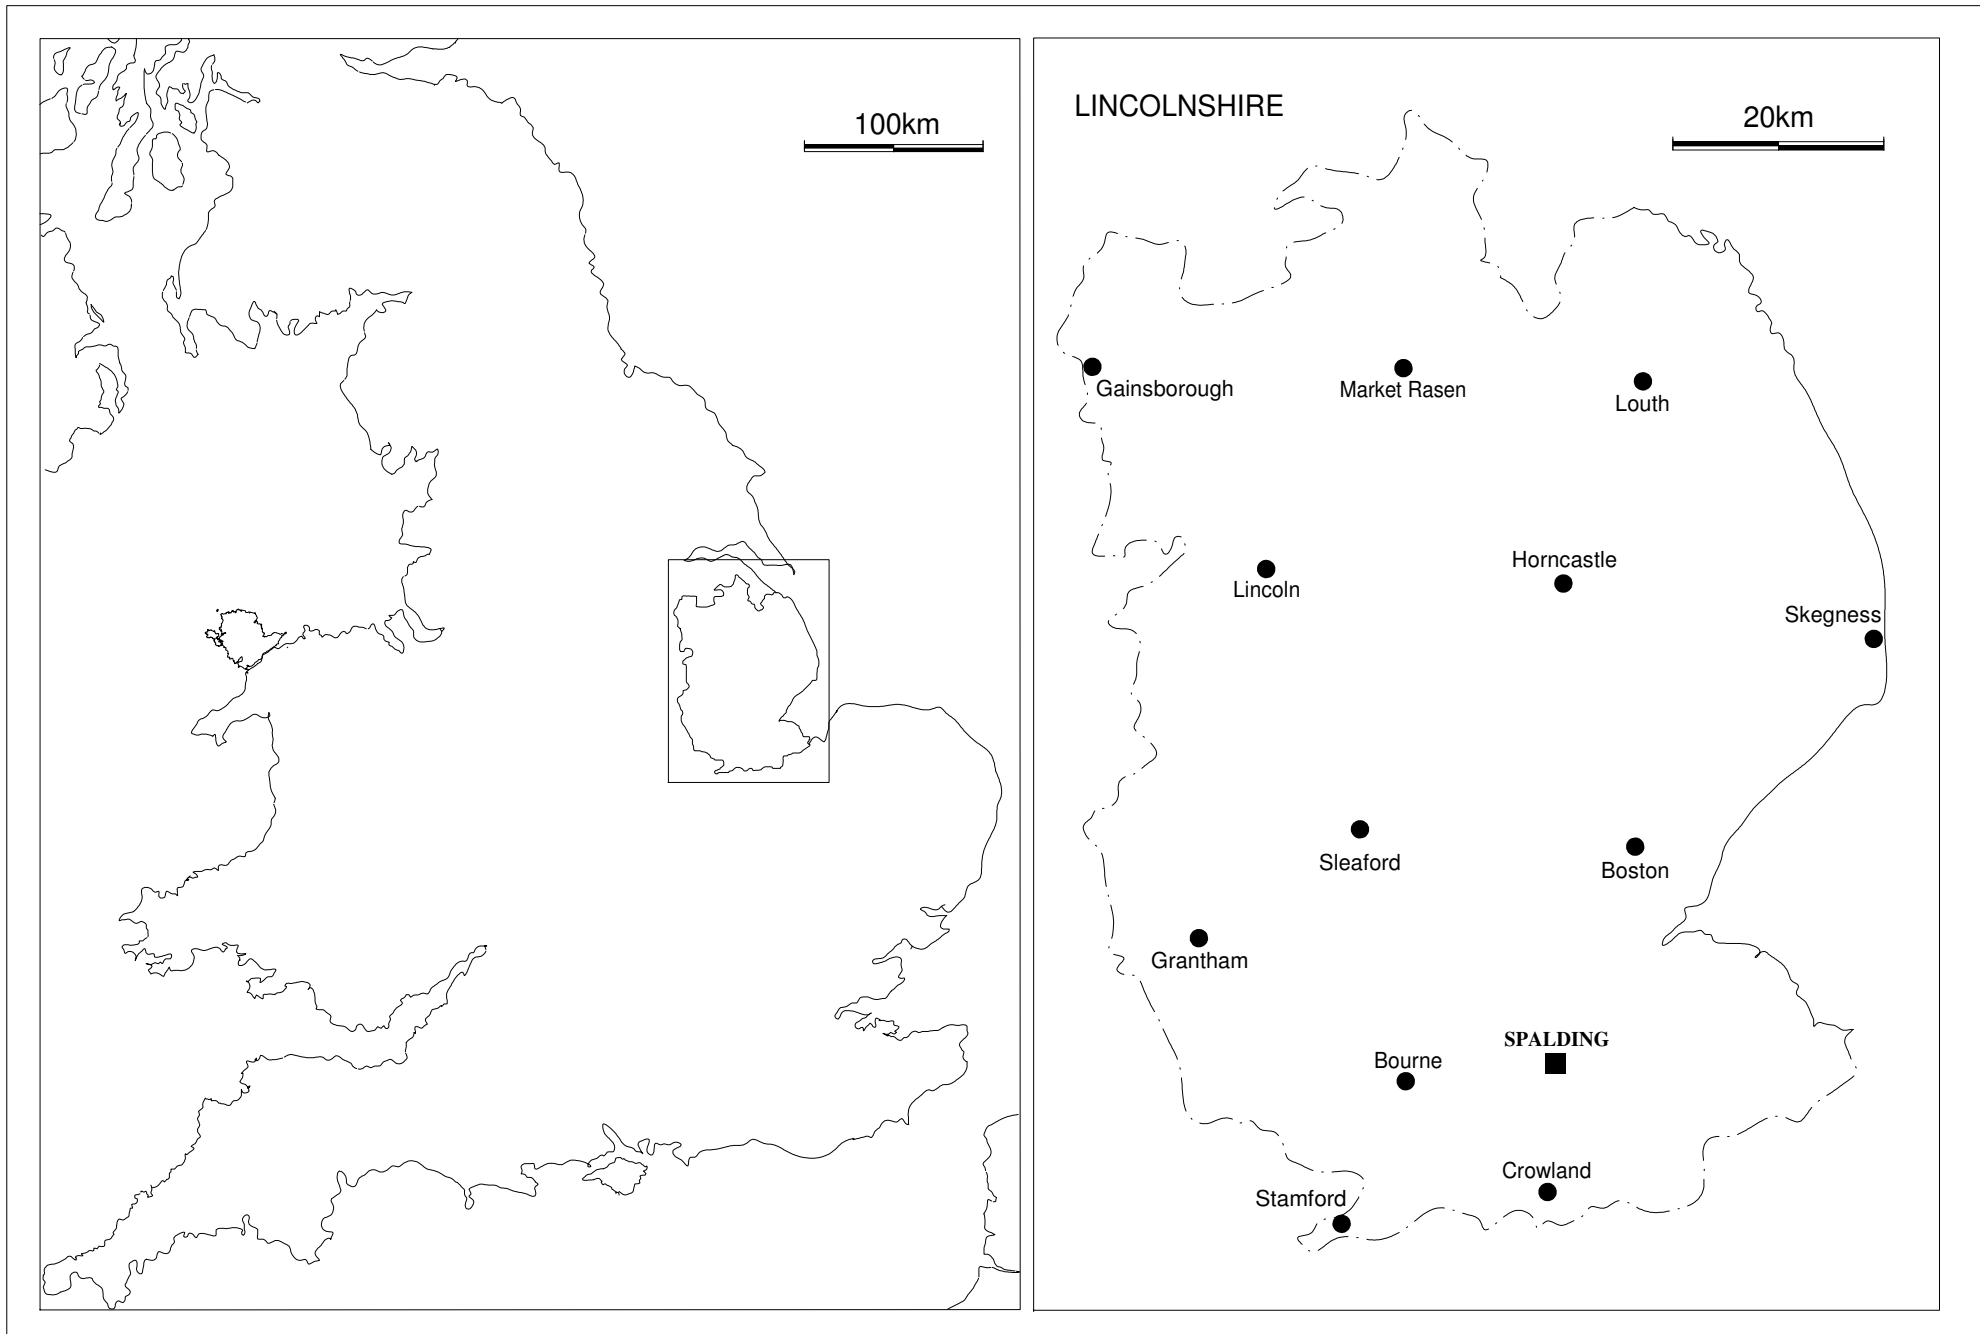 100km
LINCOLNSHIRE
20km
Gainsborough
Market Rasen
Louth
Horncastle
Lincoln
Skegness
Sleaford
Boston
Grantham
SPALDING
Bourne
Crowland
Stamford